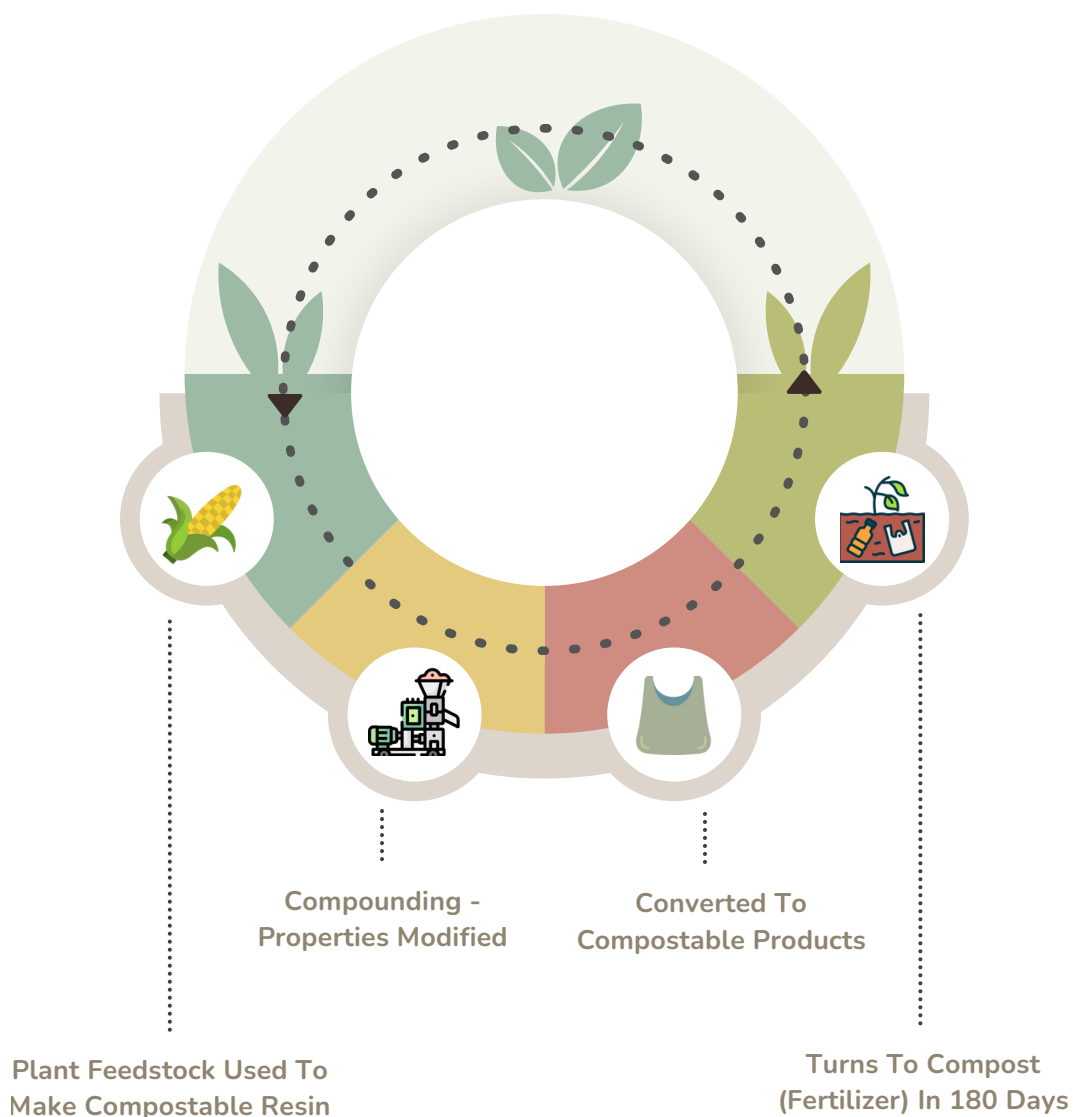 Compounding -
Properties Modified
Converted To
Compostable Products
Plant Feedstock Used To
Make Compostable Resin
Turns To Compost
(Fertilizer) In 180 Days